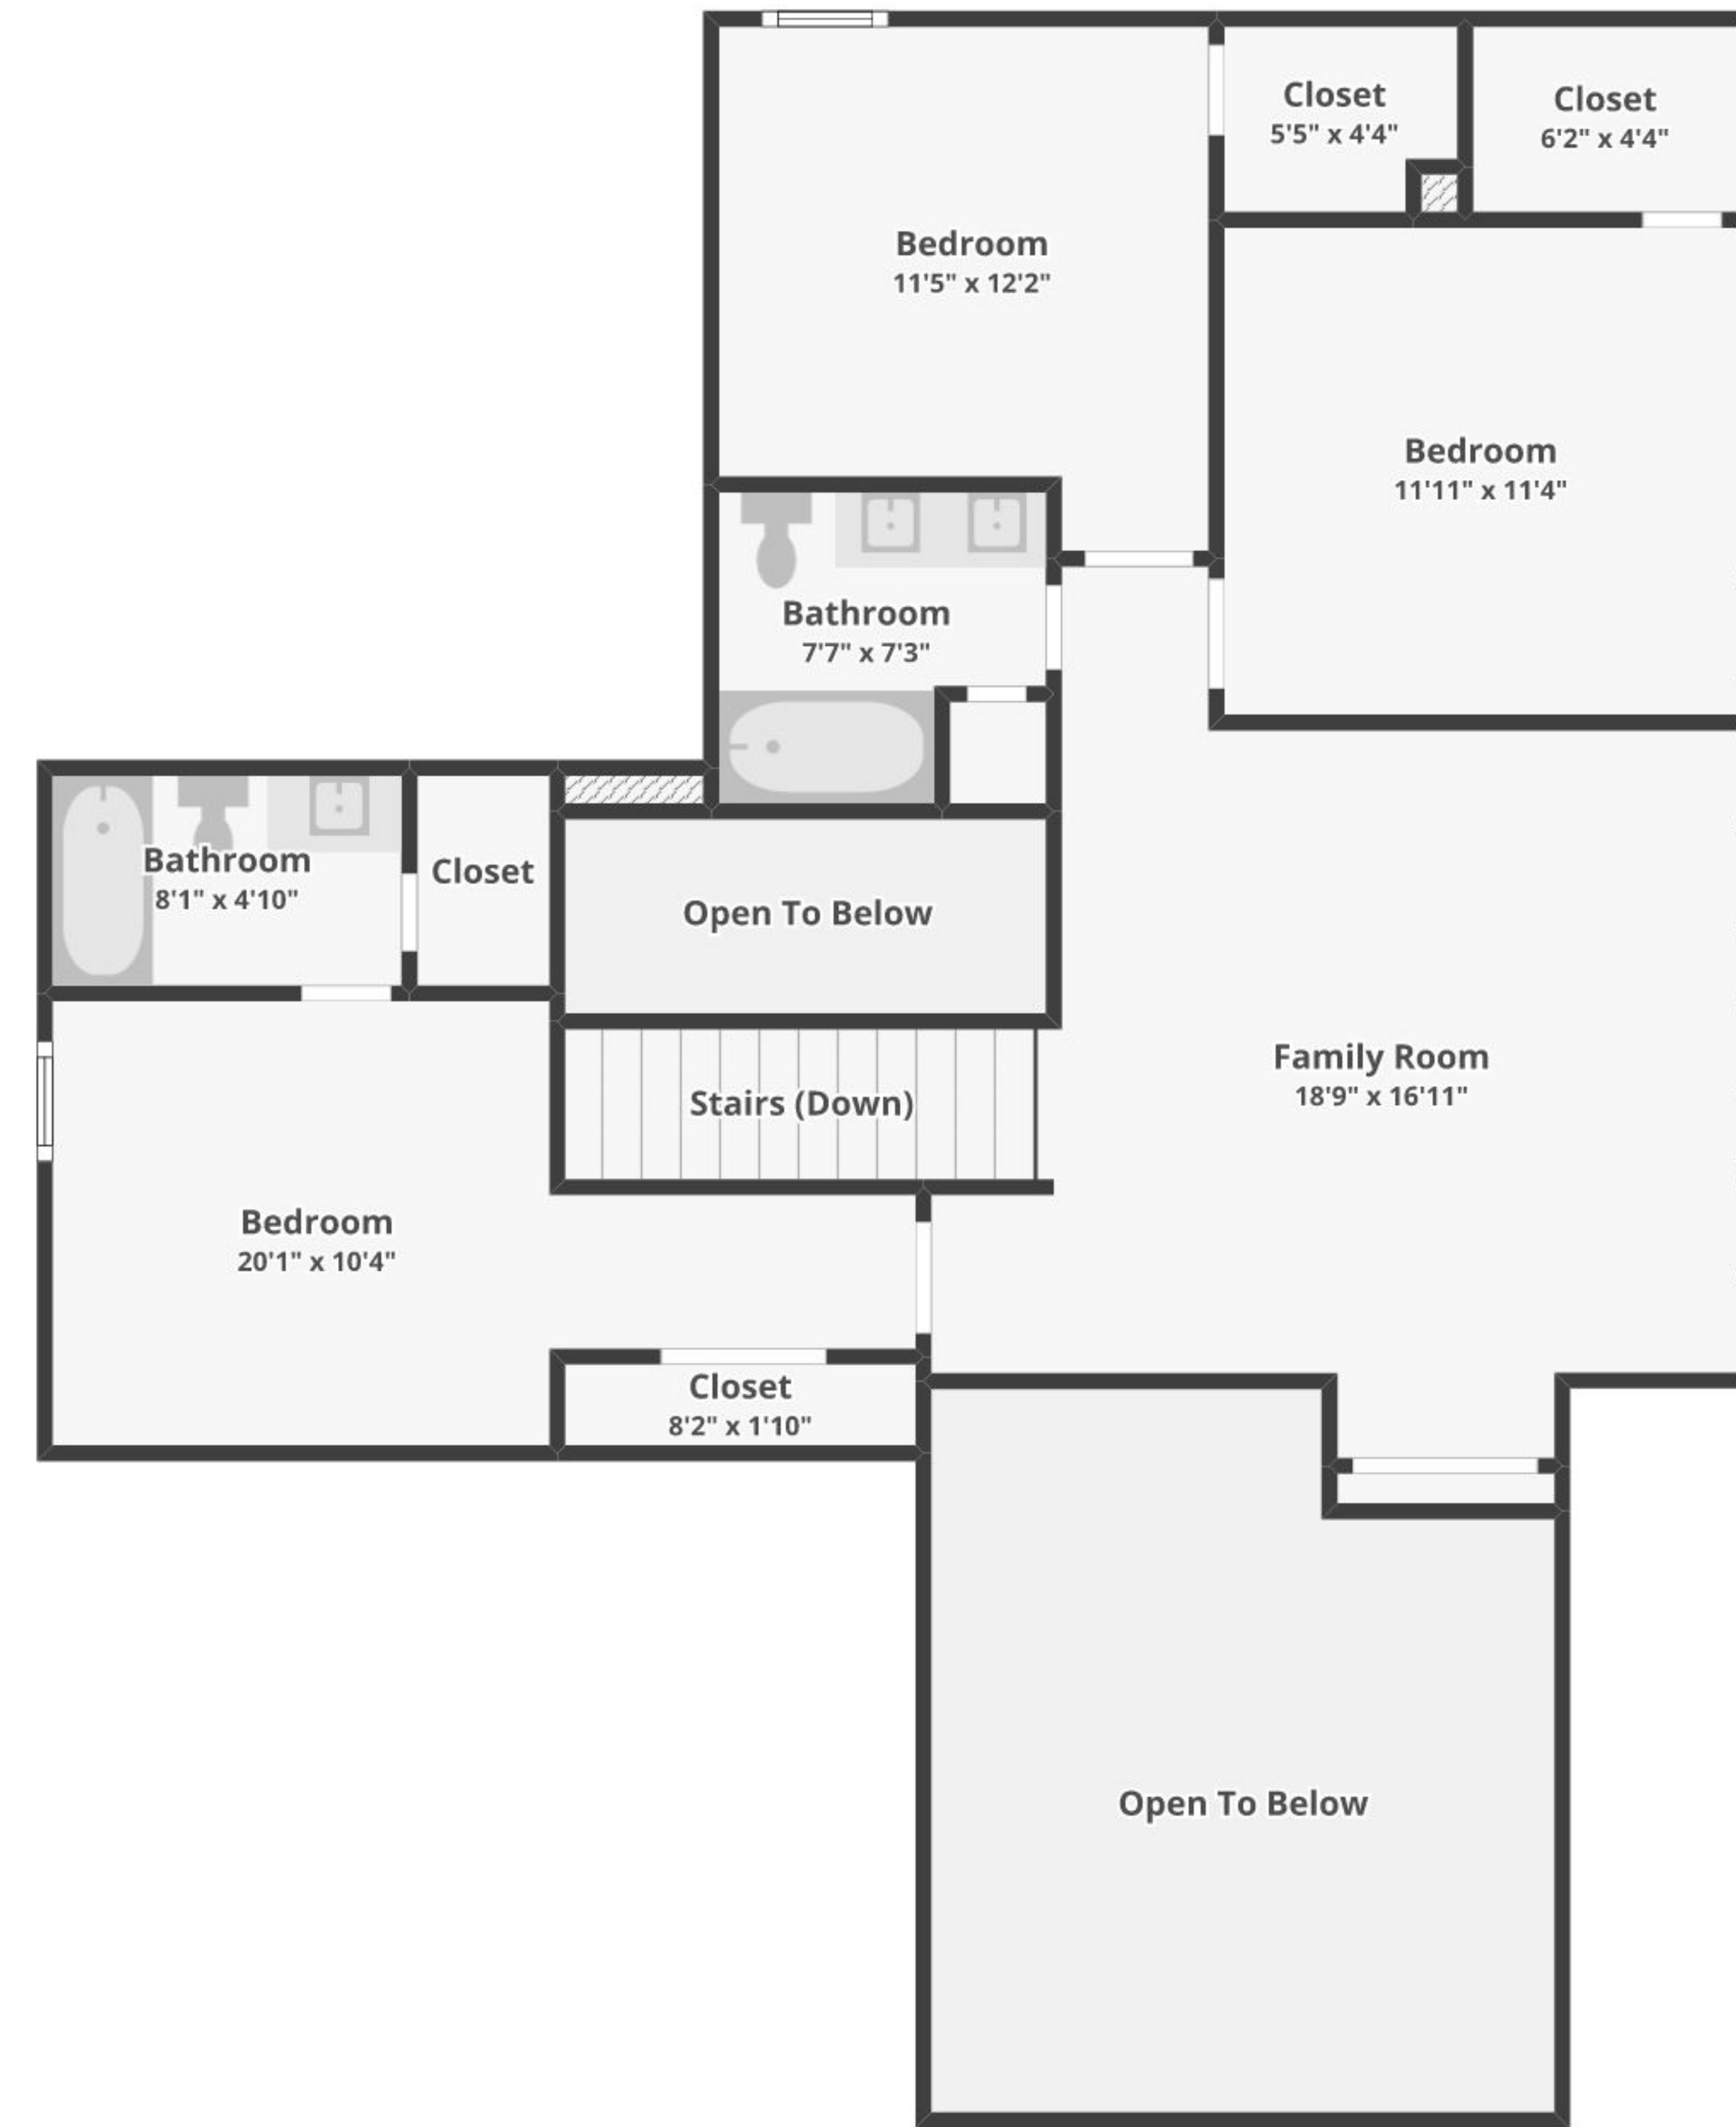 Closet
5'5" x 4'4"
Closet
6'2" x 4'4"
Bedroom
11'5" x 12'2"
Bedroom
11'11" x 11'4"
Bathroom
7'7" x 7'3"
Bathroom
8'1" x 4'10"
Closet
Open To Below
Family Room
18'9" x 16'11"
Stairs (Down)
Bedroom
20'1" x 10'4"
Closet
8'2" x 1'10"
Open To Below